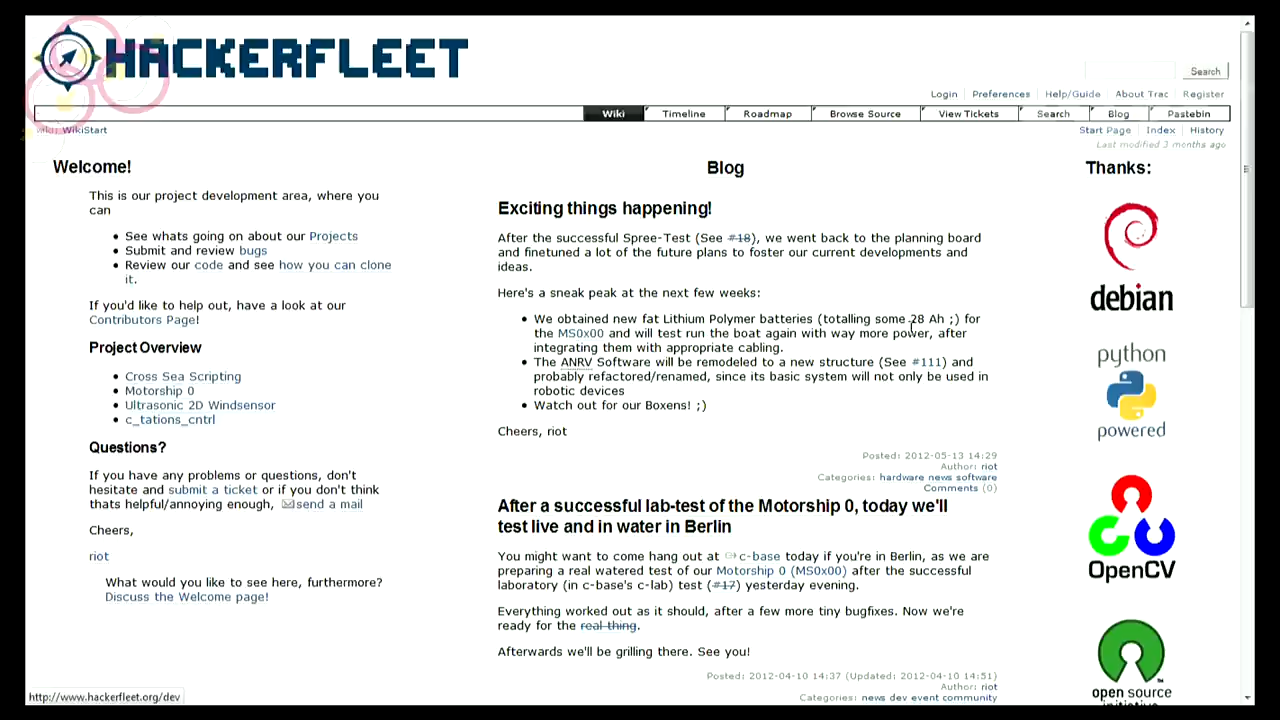 HACKERFLEET
Search
Login Preferences Help/Guide About Trac Register
Wiki Timeline Roadmap Browse Source View Tickets Search Blog Pastebin
wiki: WikiStart
Start Page Index History
Last modified 3 months ago
Welcome!
This is our project development area, where you
can
See whats going on about our Projects
Submit and review bugs
Review our code and see how you can clone
it.
If you'd like to help out, have a look at our
Contributors Page!
Project Overview
Cross Sea Scripting
Motorship 0
Ultrasonic 2D Windsensor
c_tations_cntrl
Questions?
If you have any problems or questions, don't
hesitate and submit a ticket or if you don't think
thats helpful/annoying enough, send a mail
Cheers,
riot
What would you like to see here, furthermore?
Discuss the Welcome page!
Blog
Exciting things happening!
After the successful Spree-Test (See #18), we went back to the planning board
and finetuned a lot of the future plans to foster our current developments and
ideas.
Here's a sneak peak at the next few weeks:
We obtained new fat Lithium Polymer batteries (totalling some 28 Ah ;) for
the MS0x00 and will test run the boat again with way more power, after
integrating them with appropriate cabling.
The ANRV Software will be remodeled to a new structure (See #111) and
probably refactored/renamed, since its basic system will not only be used in
robotic devices
Watch out for our Boxens! ;)
Cheers, riot
Posted: 2012-05-13 14:29
Author: riot
Categories: hardware news software
Comments (0)
After a successful lab-test of the Motorship 0, today we'll
test live and in water in Berlin
You might want to come hang out at c-base today if you're in Berlin, as we are
preparing a real watered test of our Motorship 0 (MS0x00) after the successful
laboratory (in c-base's c-lab) test (#17) yesterday evening.
Everything worked out as it should, after a few more tiny bugfixes. Now we're
ready for the real thing.
Afterwards we'll be grilling there. See you!
Posted: 2012-04-10 14:37 (Updated: 2012-04-10 14:51)
Author: riot
Categories: news dev event community
Thanks:
debian
python
powered
OpenCV
open source
initiative
http://www.hackerfleet.org/dev